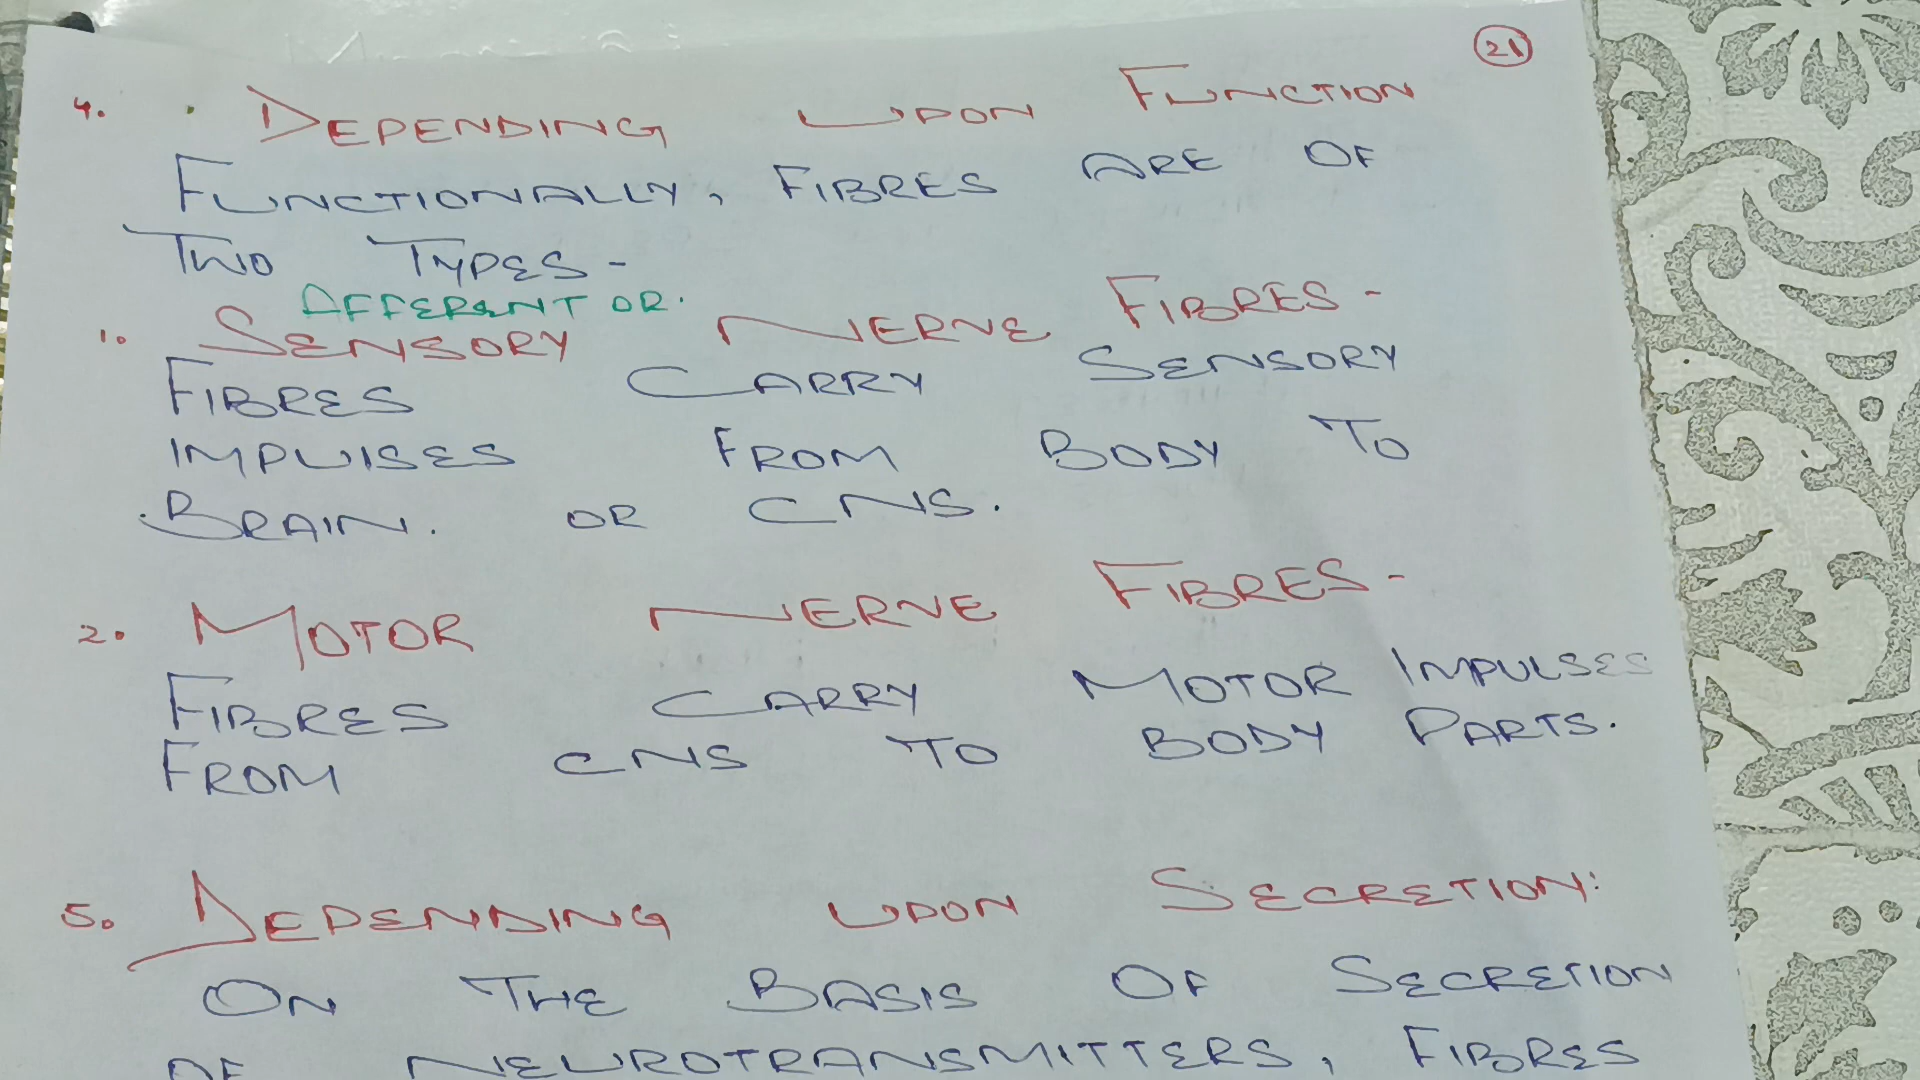 21
4. DEPENDING UPON FUNCTION
FUNCTIONALLY, FIBRES ARE OF
TWO TYPES-
AFFERENT OR.
1. SENSORY NERVE FIBRES-
FIBRES CARRY SENSORY
IMPULSES FROM BODY TO
BRAIN. OR CNS.
2. MOTOR NERVE FIBRES-
FIBRES CARRY MOTOR IMPULSES
FROM CNS TO BODY PARTS.
5. DEPENDING UPON SECRETION:
ON THE BASIS OF SECRETION
OF NEUROTRANSMITTERS, FIBRES